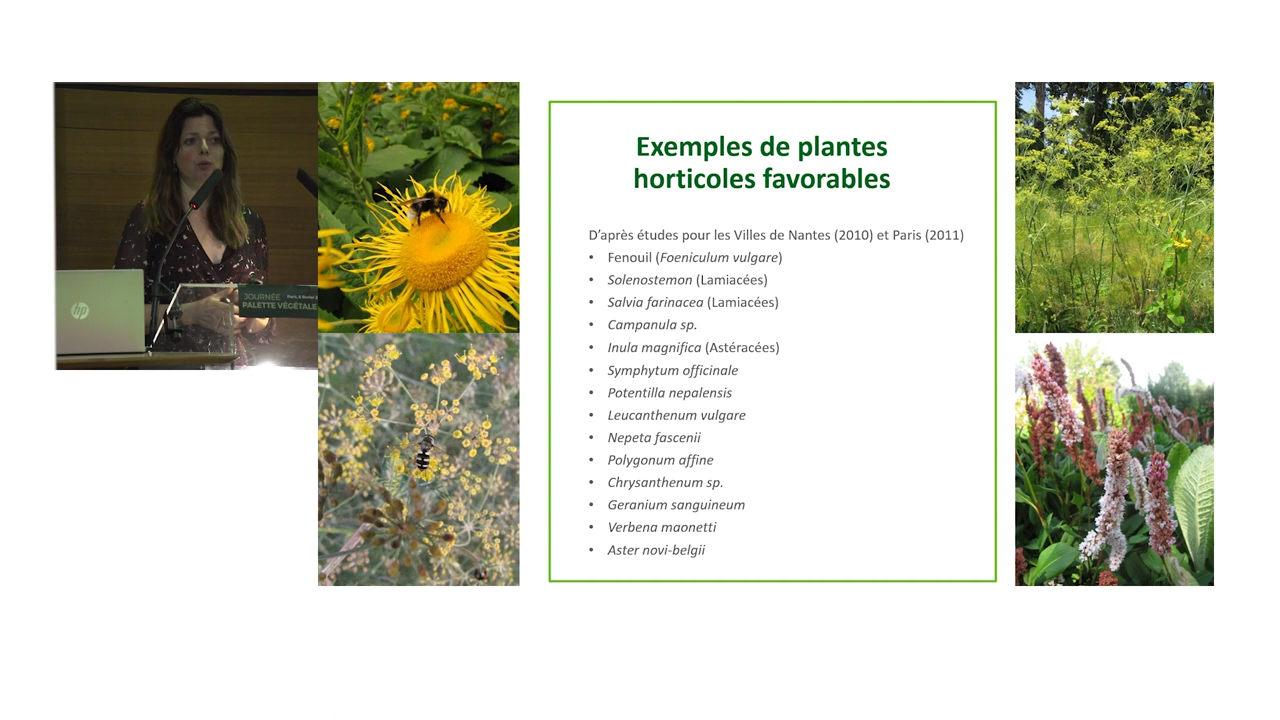 hp
JOURNÉE
PALETTE VÉGÉTALE
Exemples de plantes
horticoles favorables
D'après études pour les Villes de Nantes (2010) et Paris (2011)
• Fenouil (Foeniculum vulgare)
• Solenostemon (Lamiacées)
• Salvia farinacea (Lamiacées)
• Campanula sp.
• Inula magnifica (Astéracées)
• Symphytum officinale
• Potentilla nepalensis
• Leucanthenum vulgare
• Nepeta fascenii
• Polygonum affine
• Chrysanthenum sp.
• Geranium sanguineum
• Verbena maonetti
• Aster novi-belgii